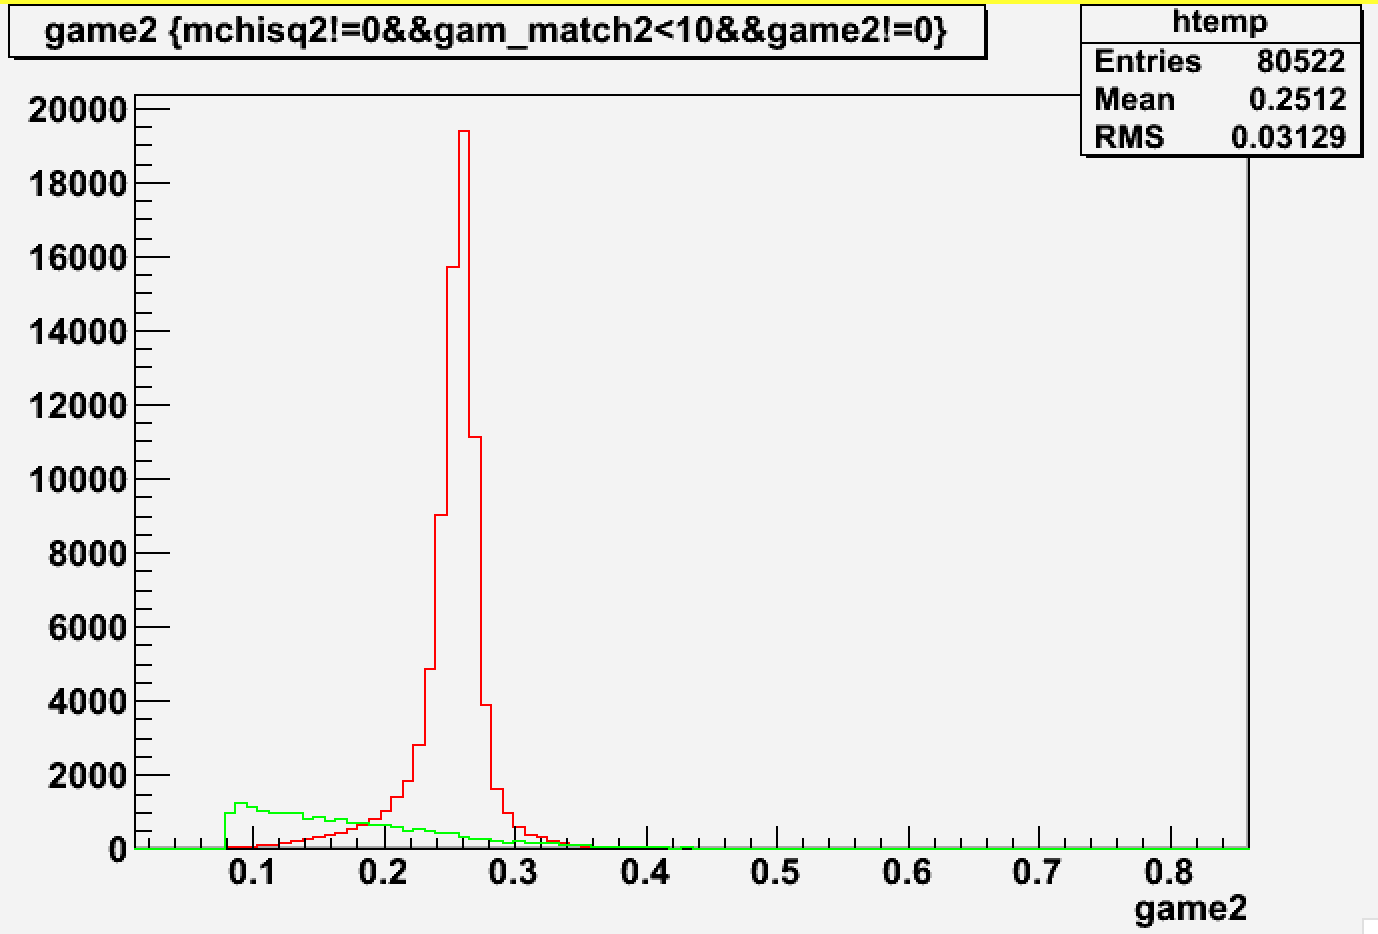 game2 {mchisq2!=0&&gam_match2<10&&game2!=0}
htemp
Entries 80522
Mean 0.2512
RMS 0.03129
20000
18000
16000
14000
12000
10000
8000
6000
4000
2000
0
0.1 0.2 0.3 0.4 0.5 0.6 0.7 0.8
game2